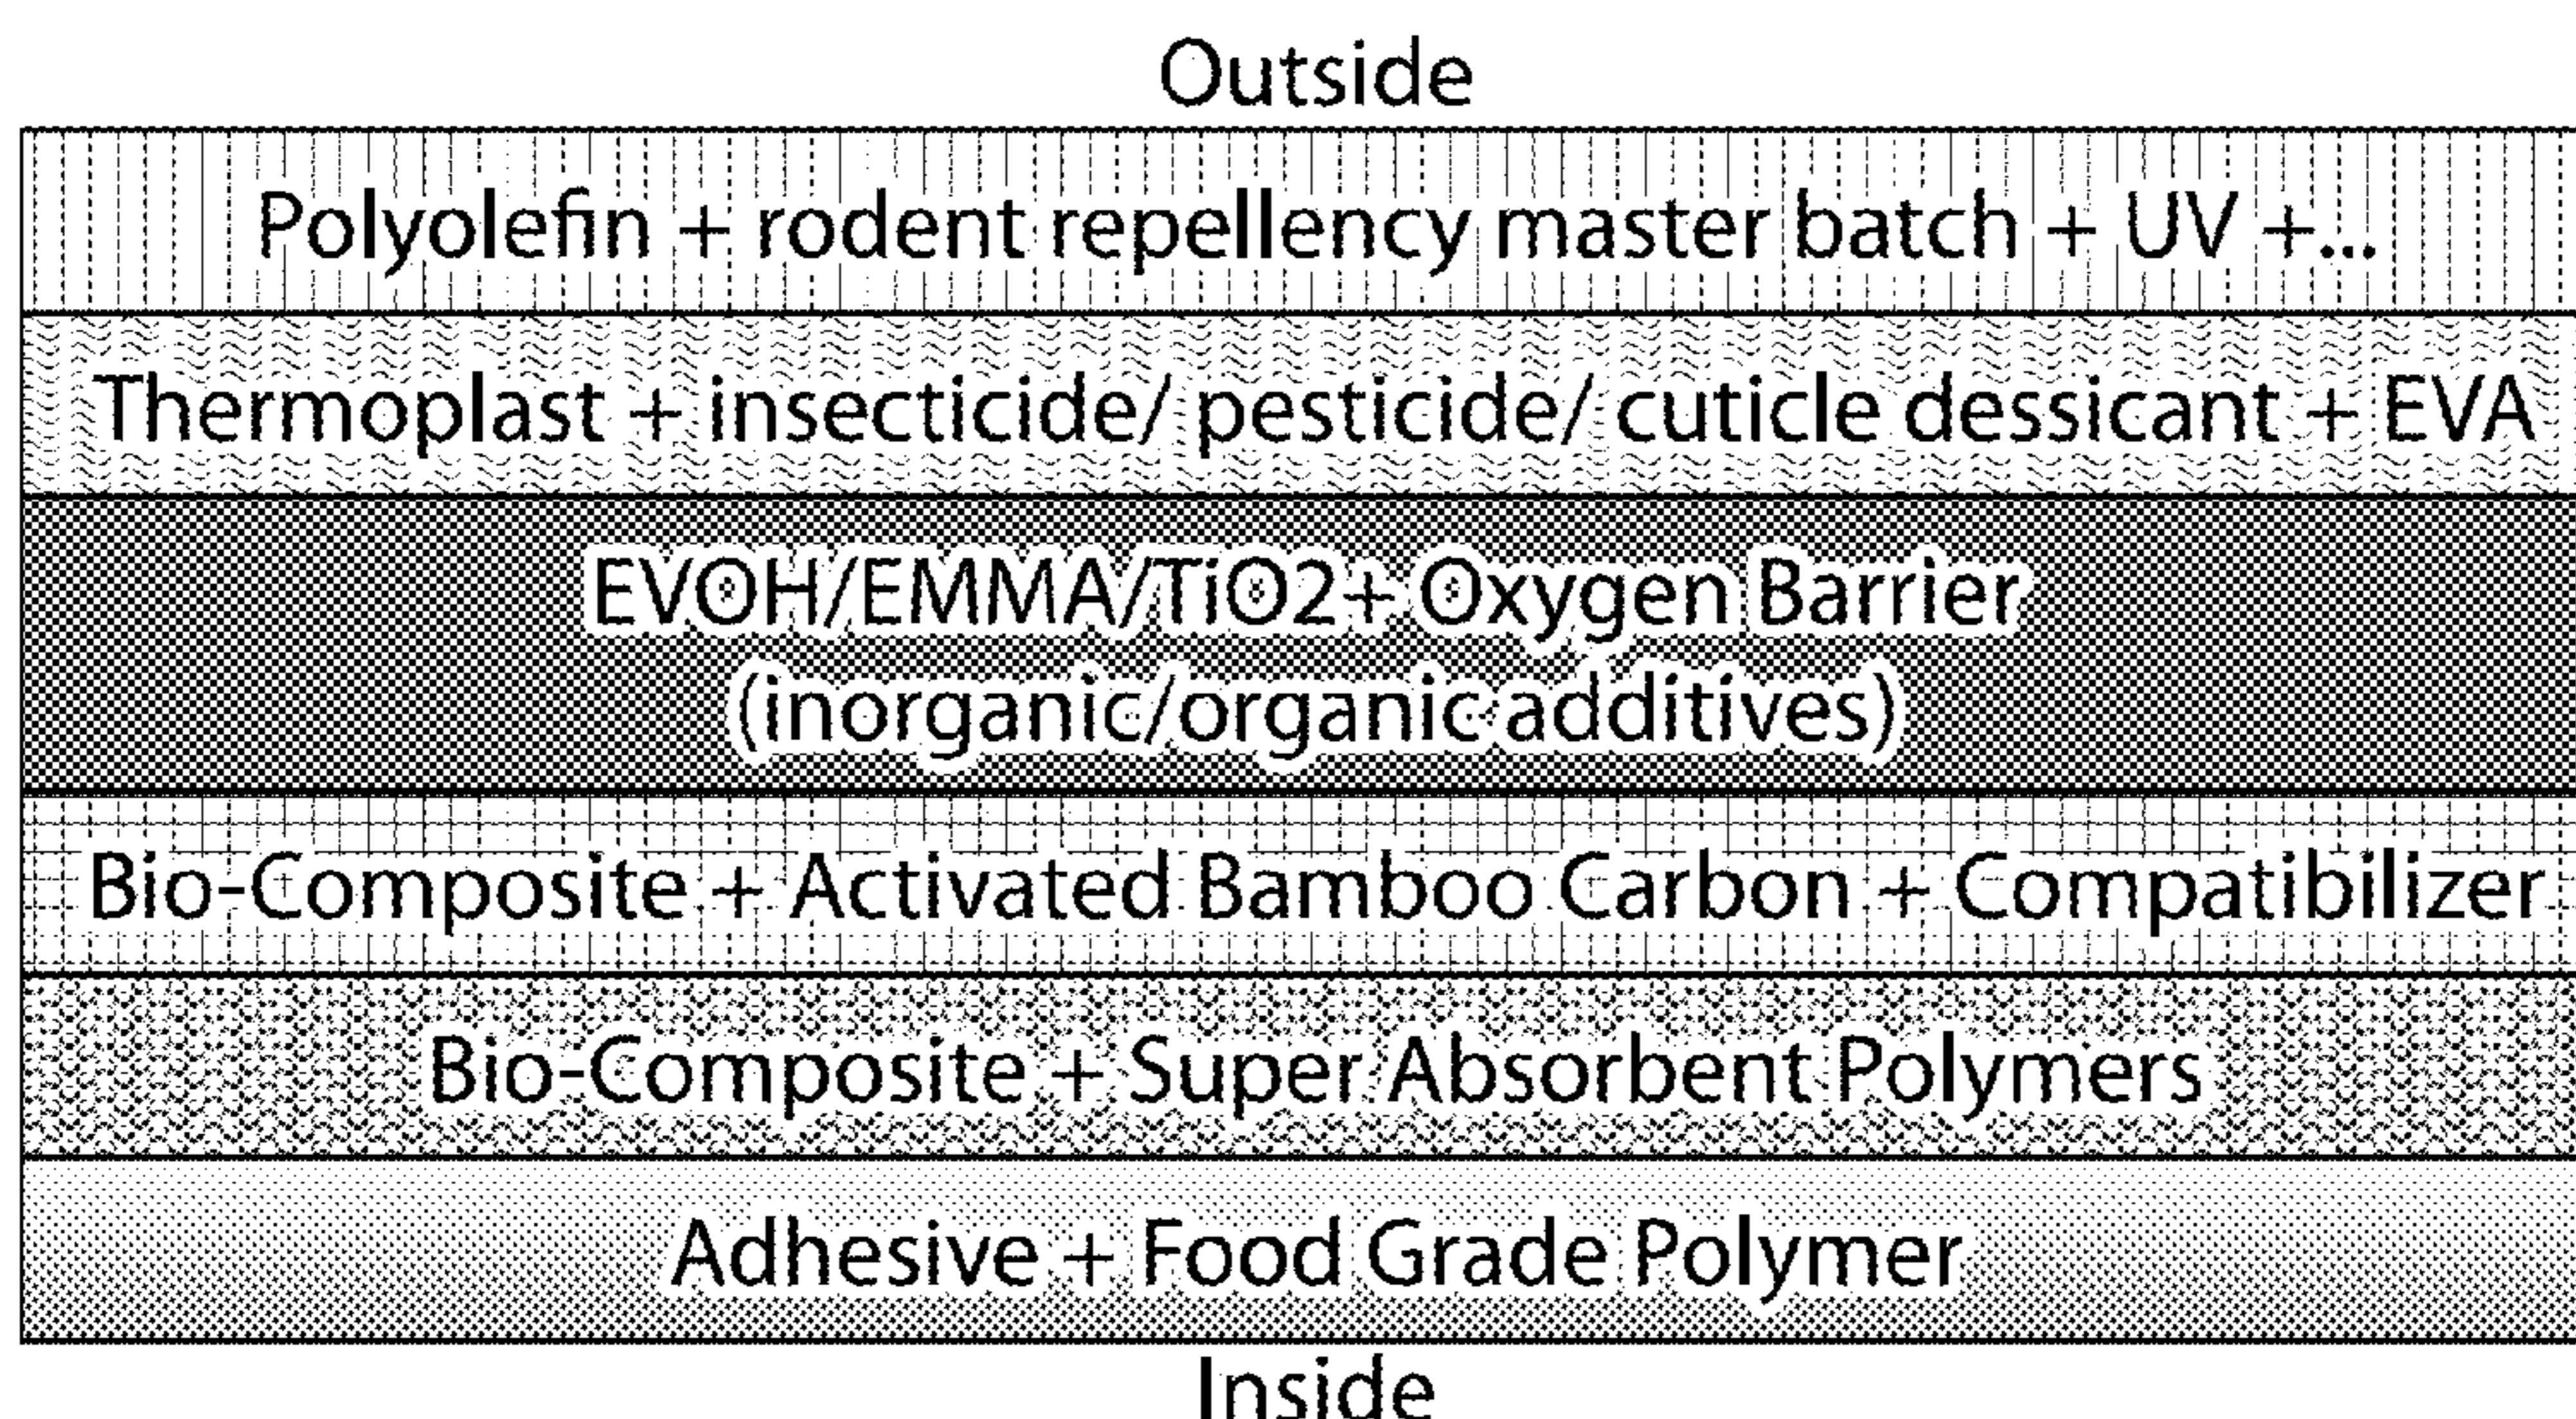 Outside
Polyolefin + rodent repellency master batch + UV +...
Thermoplast + insecticide/ pesticide/ cuticle dessicant + EVA
EVOH/EMMA/TiO2+ Oxygen Barrier
(inorganic/organic additives)
Bio-Composite + Activated Bamboo Carbon + Compatibilizer
Bio-Composite + Super Absorbent Polymers
Adhesive + Food Grade Polymer
Inside